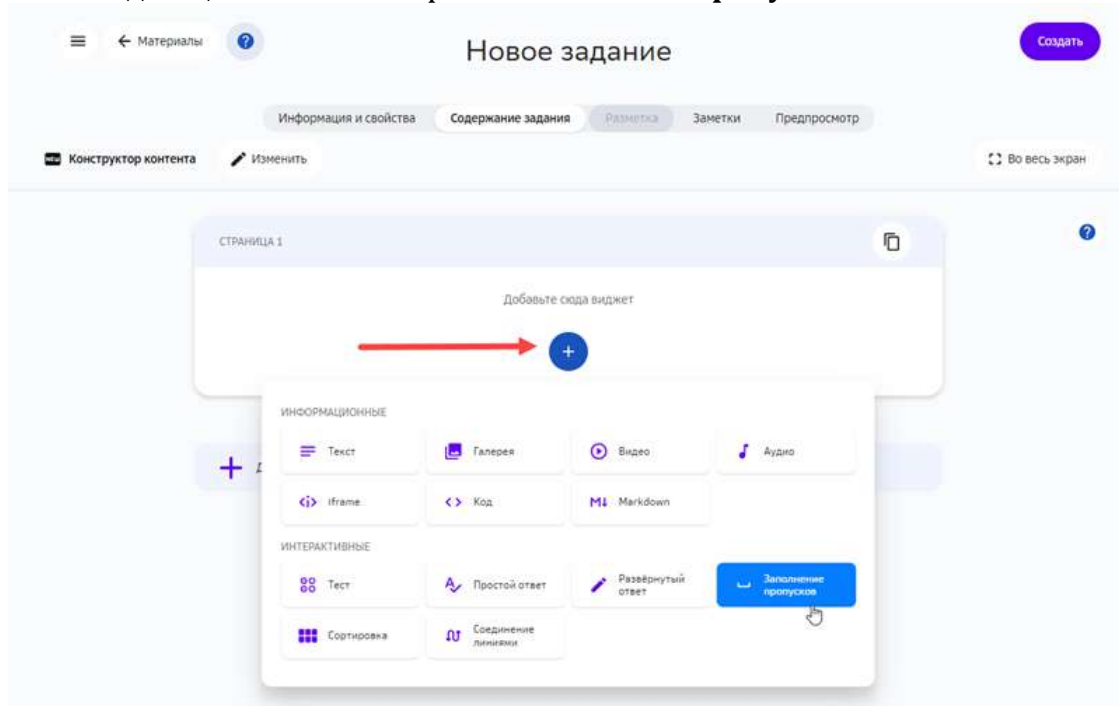 Материалы
?
Новое задание
Создать
Информация и свойства Содержание задания Разметка Заметки Предпросмотр
NEW Конструктор контента Изменить Во весь экран
СТРАНИЦА 1
?
Добавьте сюда виджет
+
ИНФОРМАЦИОННЫЕ
Текст Галерея Видео Аудио
+
<i> Iframe <> Код M↓ Markdown
ИНТЕРАКТИВНЫЕ
Тест Простой ответ Развёрнутый ответ Заполнение пропусков
Сортировка Соединение линиями